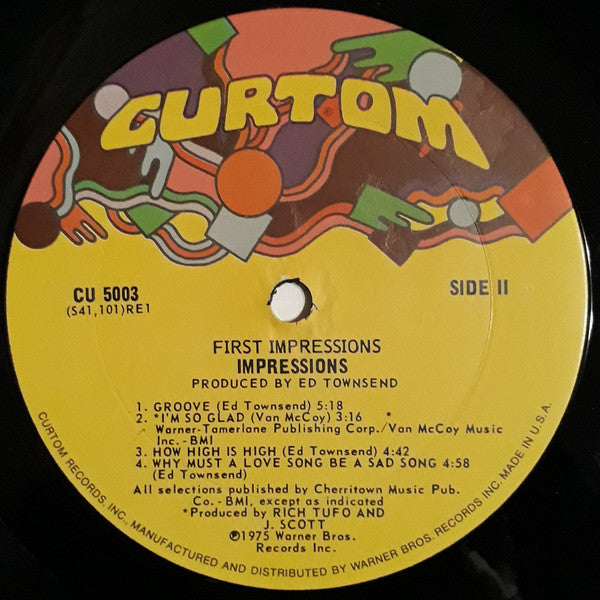 CURTOM
®
CU 5003
(S41,101)RE1
SIDE II
FIRST IMPRESSIONS
IMPRESSIONS
PRODUCED BY ED TOWNSEND
1. GROOVE (Ed Townsend) 5:18
2. *I'M SO GLAD (Van McCoy) 3:16
Warner-Tamerlane Publishing Corp./Van McCoy Music
Inc.-BMI
3. HOW HIGH IS HIGH (Ed Townsend) 4:42
4. WHY MUST A LOVE SONG BE A SAD SONG 4:58
(Ed Townsend)
All selections published by Cherritown Music Pub.
Co.-BMI, except as indicated
*Produced by RICH TUFO AND
J. SCOTT
℗1975 Warner Bros.
Records Inc.
CURTOM RECORDS, INC., MANUFACTURED AND DISTRIBUTED BY WARNER BROS. RECORDS INC. MADE IN U.S.A.